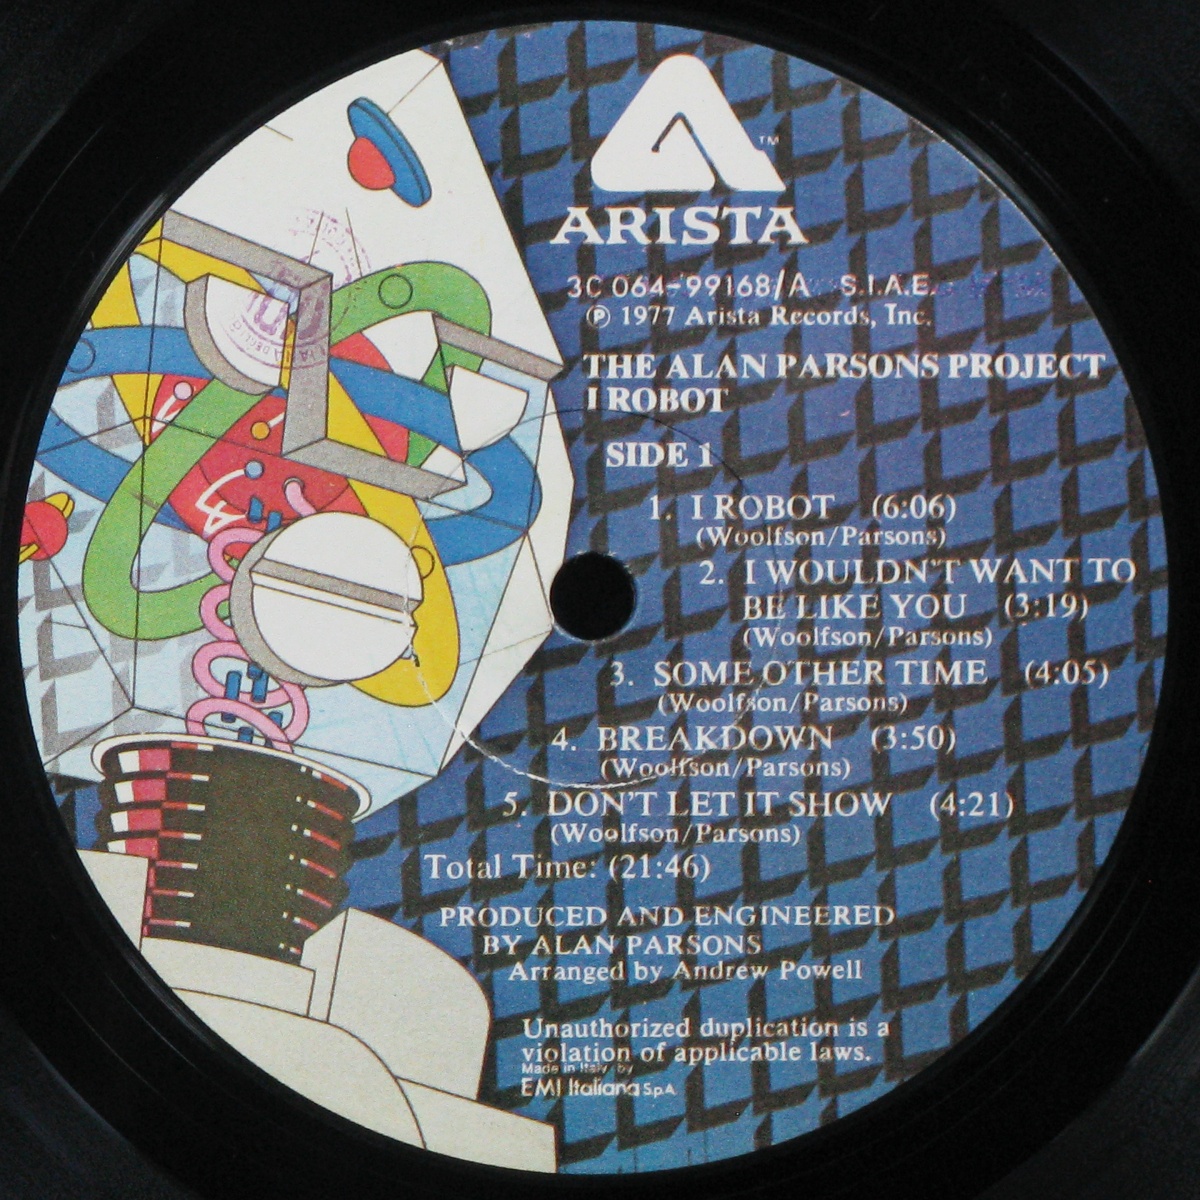 TM
ARISTA
3C 064-99168/A S.I.A.E.
℗ 1977 Arista Records, Inc.
THE ALAN PARSONS PROJECT
I ROBOT
SIDE 1
1. I ROBOT (6:06)
(Woolfson/Parsons)
2. I WOULDN'T WANT TO
BE LIKE YOU (3:19)
(Woolfson/Parsons)
3. SOME OTHER TIME (4:05)
(Woolfson/Parsons)
4. BREAKDOWN (3:50)
(Woolfson/Parsons)
5. DON'T LET IT SHOW (4:21)
(Woolfson/Parsons)
Total Time: (21:46)
PRODUCED AND ENGINEERED
BY ALAN PARSONS
Arranged by Andrew Powell
Unauthorized duplication is a
violation of applicable laws.
Made in Italy by
EMI Italiana S.p.A.